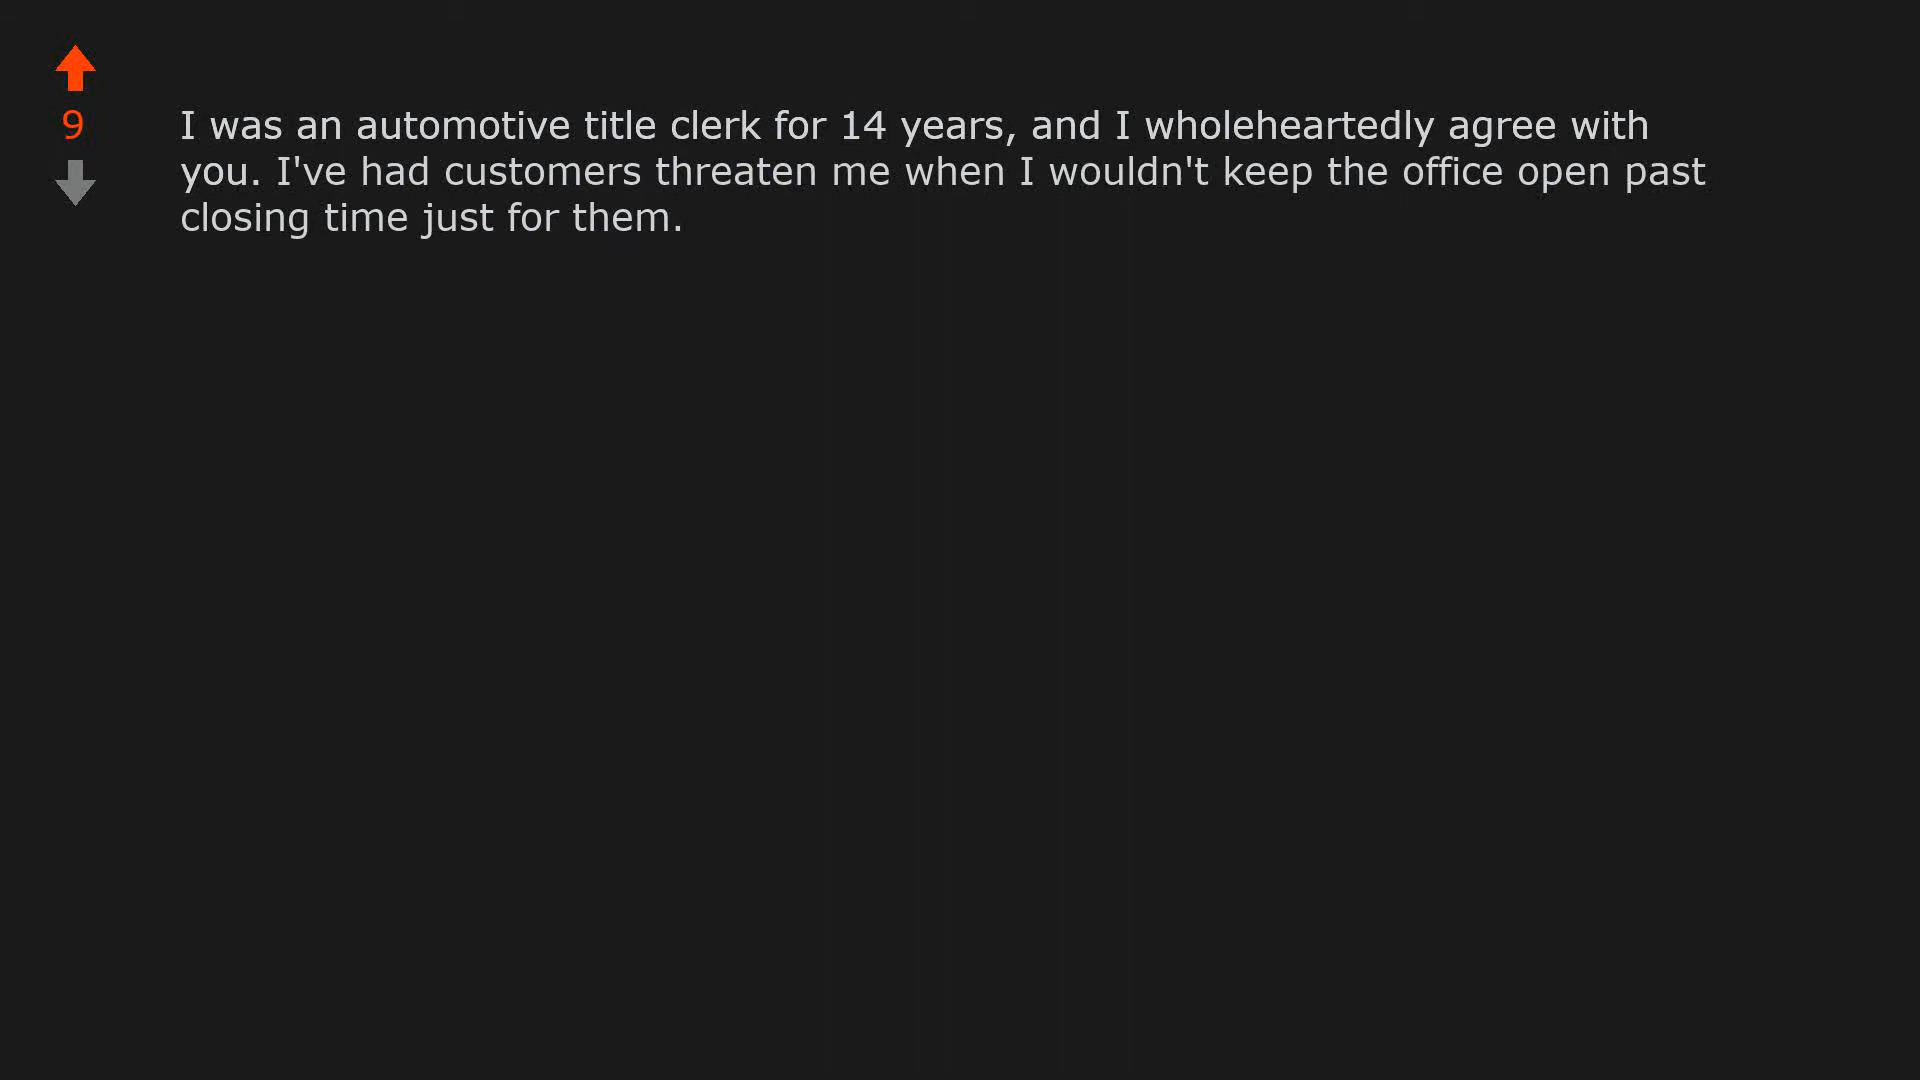 9
I was an automotive title clerk for 14 years, and I wholeheartedly agree with
you. I've had customers threaten me when I wouldn't keep the office open past
closing time just for them.